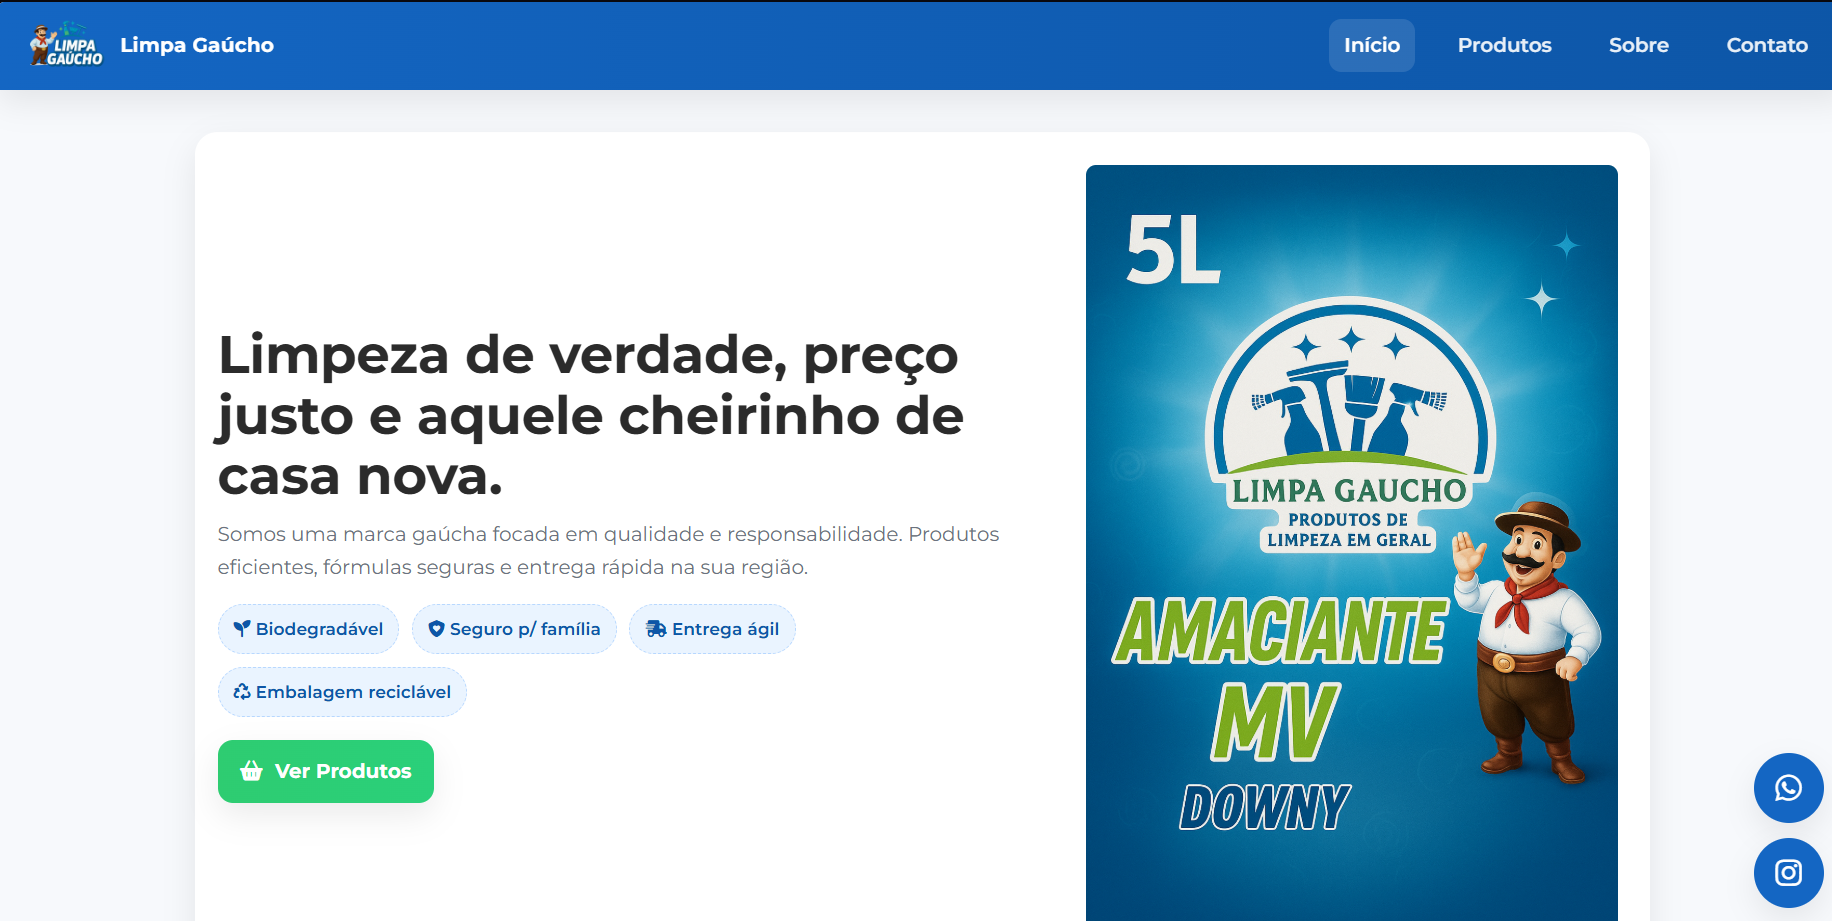 LIMPA
GAÚCHO
Limpa Gaúcho
Início
Produtos
Sobre
Contato
Limpeza de verdade, preço
justo e aquele cheirinho de
casa nova.
Somos uma marca gaúcha focada em qualidade e responsabilidade. Produtos
eficientes, fórmulas seguras e entrega rápida na sua região.
Biodegradável
Seguro p/ família
Entrega ágil
Embalagem reciclável
Ver Produtos
5L
LIMPA GAUCHO
PRODUTOS DE
LIMPEZA EM GERAL
AMACIANTE
MV
DOWNY